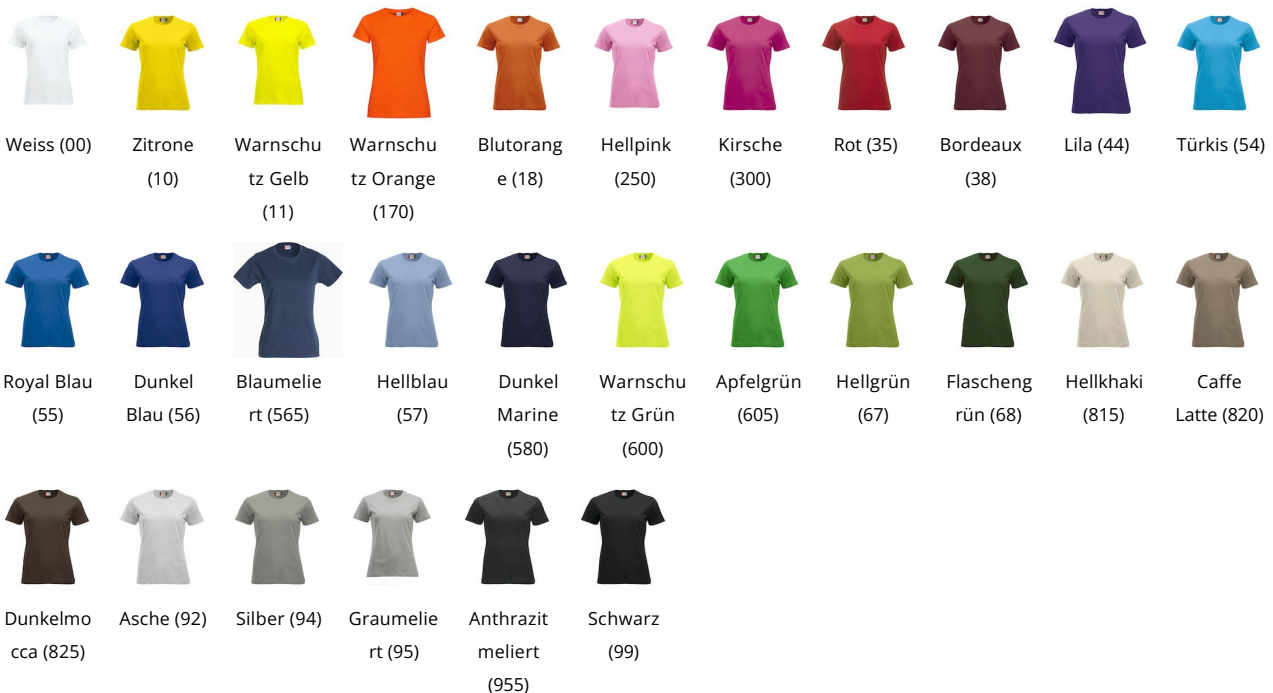 Weiss (00)
Zitrone
(10)
Warnschu
tz Gelb
(11)
Warnschu
tz Orange
(170)
Blutorang
e (18)
Hellpink
(250)
Kirsche
(300)
Rot (35)
Bordeaux
(38)
Lila (44)
Türkis (54)
Royal Blau
(55)
Dunkel
Blau (56)
Blaumelie
rt (565)
Hellblau
(57)
Dunkel
Marine
(580)
Warnschu
tz Grün
(600)
Apfelgrün
(605)
Hellgrün
(67)
Flascheng
rün (68)
Hellkhaki
(815)
Caffe
Latte (820)
Dunkelmo
cca (825)
Asche (92)
Silber (94)
Graumelie
rt (95)
Anthrazit
meliert
(955)
Schwarz
(99)